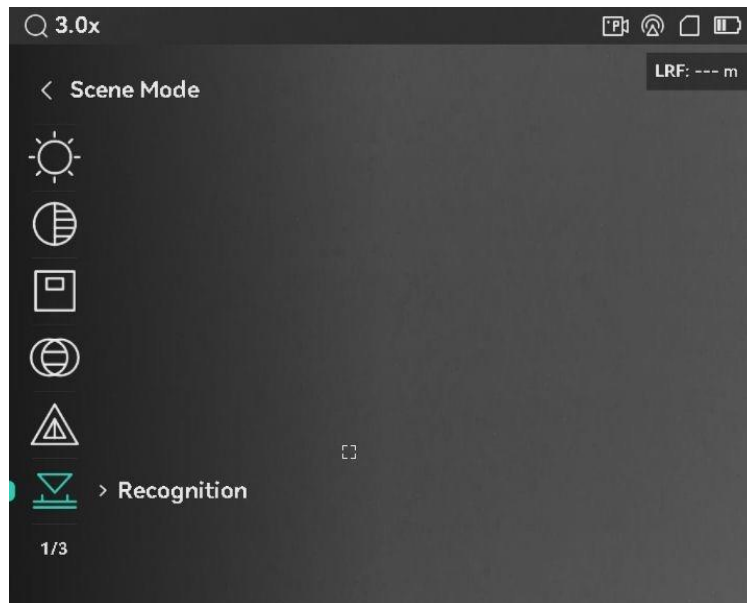 3.0x
LRF: --- m
Scene Mode
Recognition
1/3